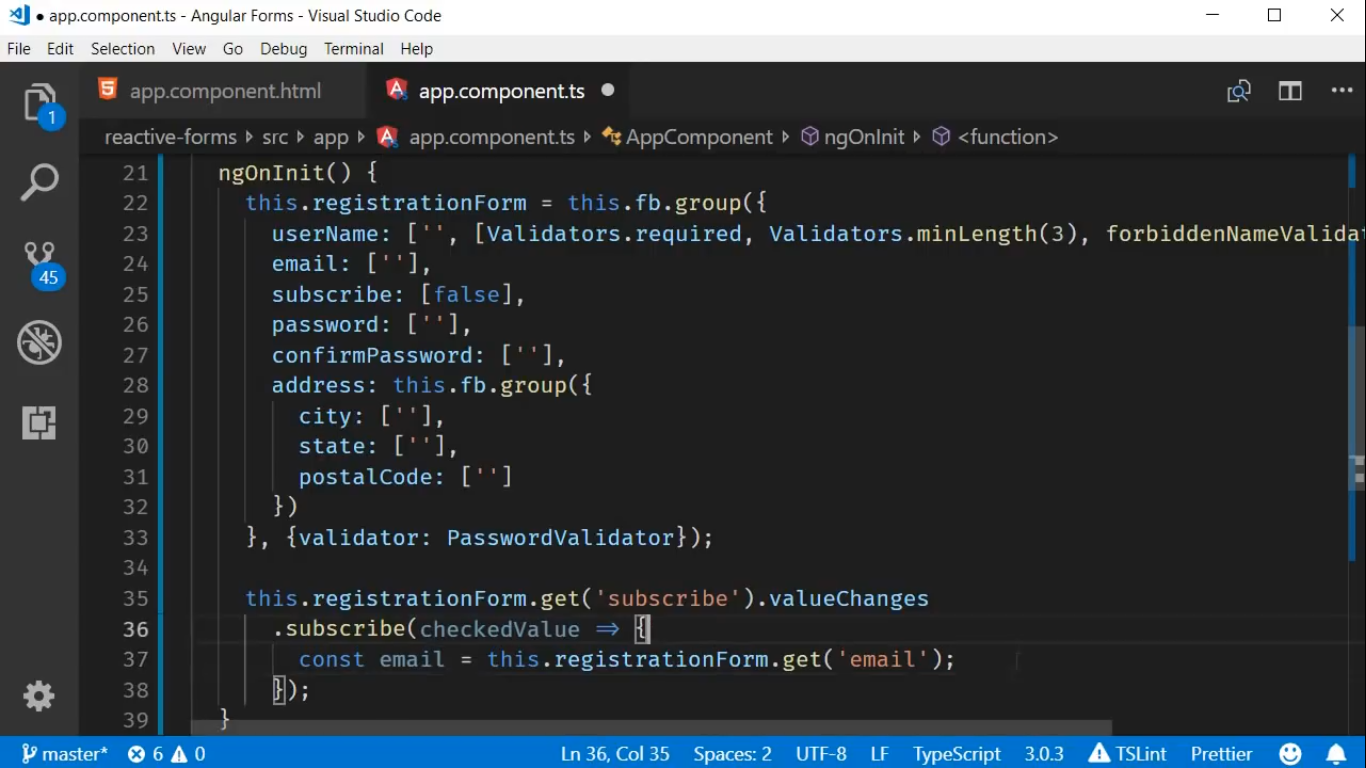 ● app.component.ts - Angular Forms - Visual Studio Code
File Edit Selection View Go Debug Terminal Help
app.component.html app.component.ts ●
reactive-forms › src › app › app.component.ts › AppComponent › ngOnInit › <function>
1
45
21 ngOnInit() {
22 this.registrationForm = this.fb.group({
23 userName: ['', [Validators.required, Validators.minLength(3), forbiddenNameValidat
24 email: [''],
25 subscribe: [false],
26 password: [''],
27 confirmPassword: [''],
28 address: this.fb.group({
29 city: [''],
30 state: [''],
31 postalCode: ['']
32 })
33 }, {validator: PasswordValidator});
34
35 this.registrationForm.get('subscribe').valueChanges
36 .subscribe(checkedValue => {
37 const email = this.registrationForm.get('email');
38 });
39 }
master* 6 0 Ln 36, Col 35 Spaces: 2 UTF-8 LF TypeScript 3.0.3 TSLint Prettier